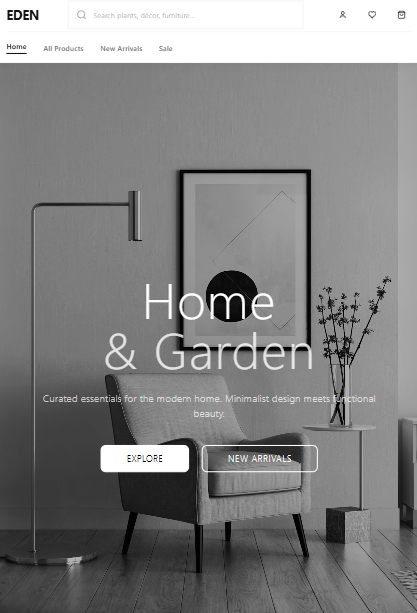 EDEN
Search plants, décor, furniture...
Home
All Products
New Arrivals
Sale
Home
& Garden
Curated essentials for the modern home. Minimalist design meets functional
beauty.
EXPLORE
NEW ARRIVALS